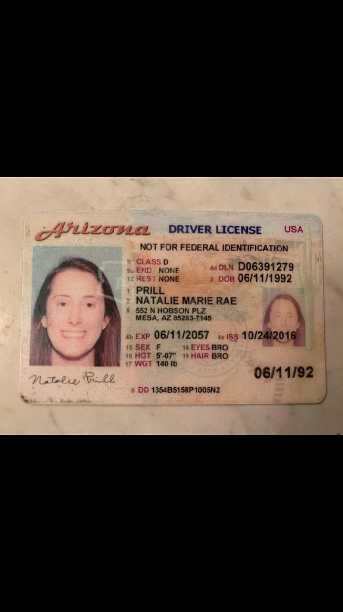 Arizona DRIVER LICENSE USA
NOT FOR FEDERAL IDENTIFICATION
9 CLASS D
9a END NONE 4d DLN D06391279
12 REST NONE 3 DOB 06/11/1992
1 PRILL
2 NATALIE MARIE RAE
8 552 N HOBSON PLZ
MESA, AZ 85203-7145
4b EXP 06/11/2057 4a ISS 10/24/2016
15 SEX F 18 EYES BRO
16 HGT 5'-07" 19 HAIR BRO
17 WGT 140 lb
06/11/92
Natalie Prill
5 DD 1354B5158P1005N2